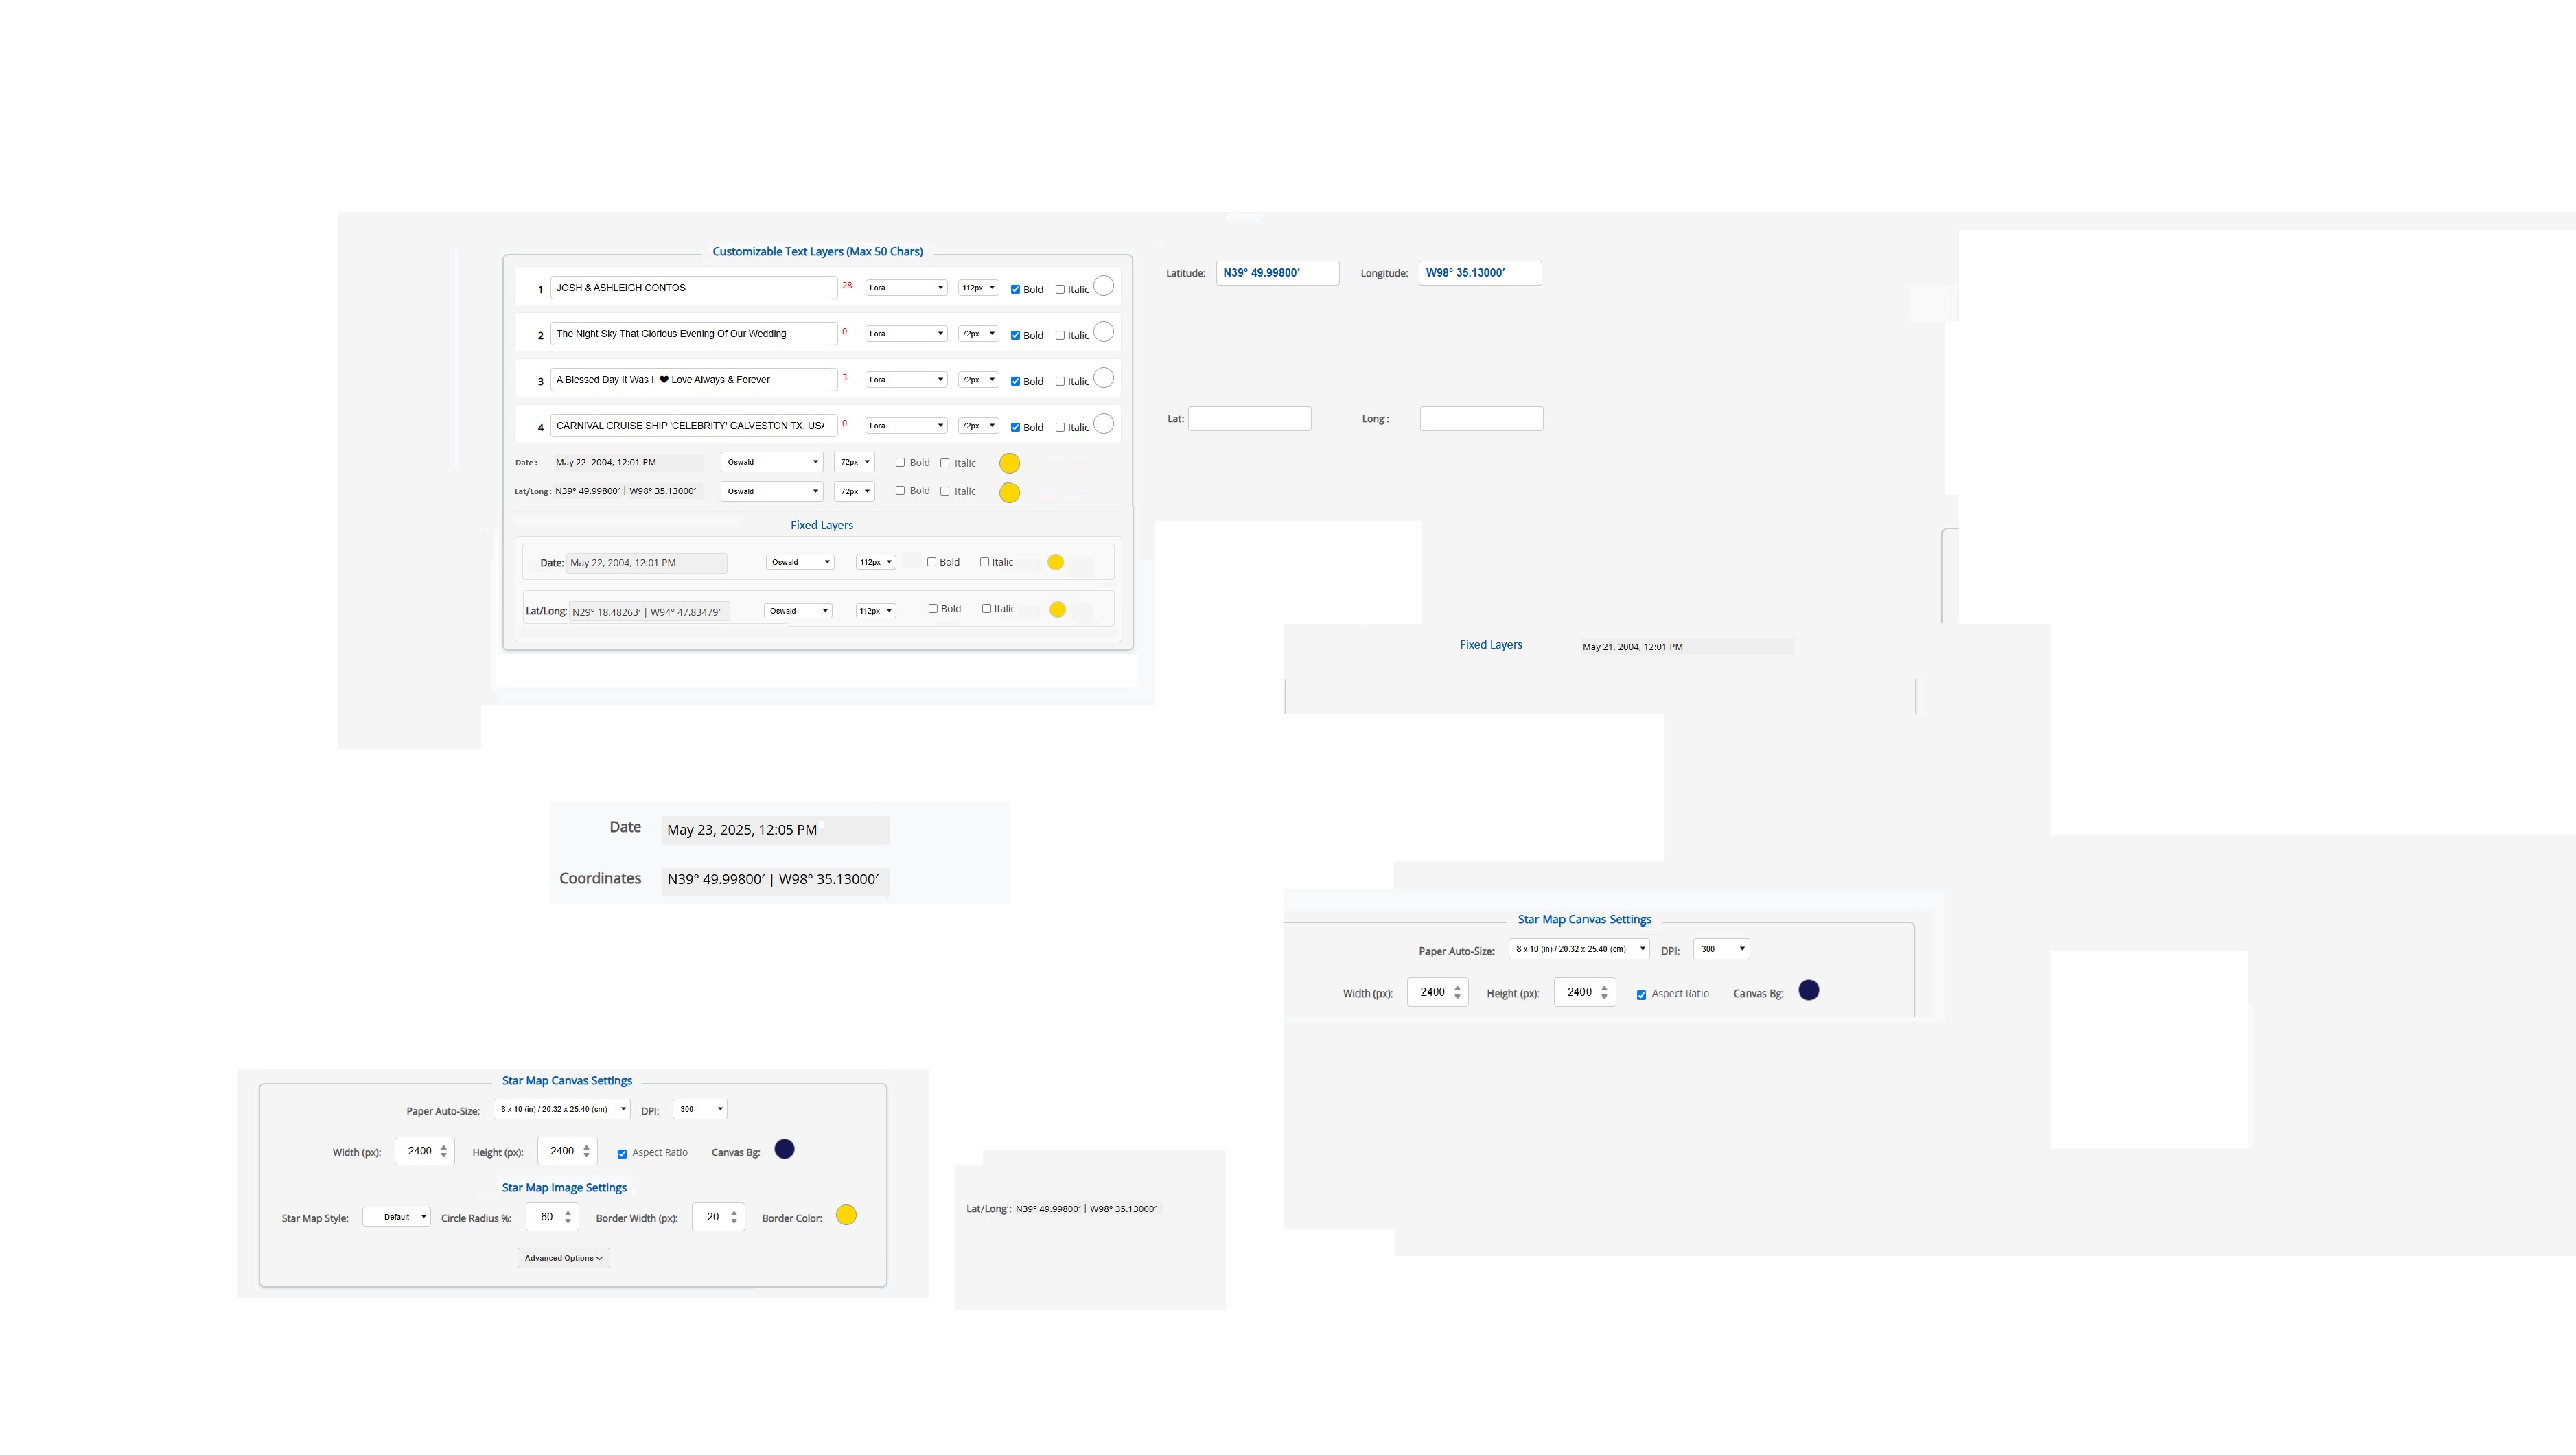 Customizable Text Layers (Max 50 Chars)
1 JOSH & ASHLEIGH CONTOS 28 Lora 112px Bold Italic
2 The Night Sky That Glorious Evening Of Our Wedding 0 Lora 72px Bold Italic
3 A Blessed Day It Was ! ♥ Love Always & Forever 3 Lora 72px Bold Italic
4 CARNIVAL CRUISE SHIP 'CELEBRITY' GALVESTON TX. USA 0 Lora 72px Bold Italic
Date : May 22. 2004, 12:01 PM Oswald 72px Bold Italic
Lat/Long : N39° 49.99800′ | W98° 35.13000′ Oswald 72px Bold Italic
Fixed Layers
Date: May 22, 2004, 12:01 PM Oswald 112px Bold Italic
Lat/Long: N29° 18.48263′ | W94° 47.83479′ Oswald 112px Bold Italic
Latitude: N39° 49.99800′ Longitude: W98° 35.13000′
Lat: Long :
Fixed Layers May 21, 2004, 12:01 PM
Date May 23, 2025, 12:05 PM
Coordinates N39° 49.99800′ | W98° 35.13000′
Star Map Canvas Settings
Paper Auto-Size: 8 x 10 (in) / 20.32 x 25.40 (cm) DPI: 300
Width (px): 2400 Height (px): 2400 Aspect Ratio Canvas Bg:
Star Map Canvas Settings
Paper Auto-Size: 8 x 10 (in) / 20.32 x 25.40 (cm) DPI: 300
Width (px): 2400 Height (px): 2400 Aspect Ratio Canvas Bg:
Star Map Image Settings
Star Map Style: Default Circle Radius %: 60 Border Width (px): 20 Border Color:
Advanced Options
Lat/Long : N39° 49.99800′ | W98° 35.13000′